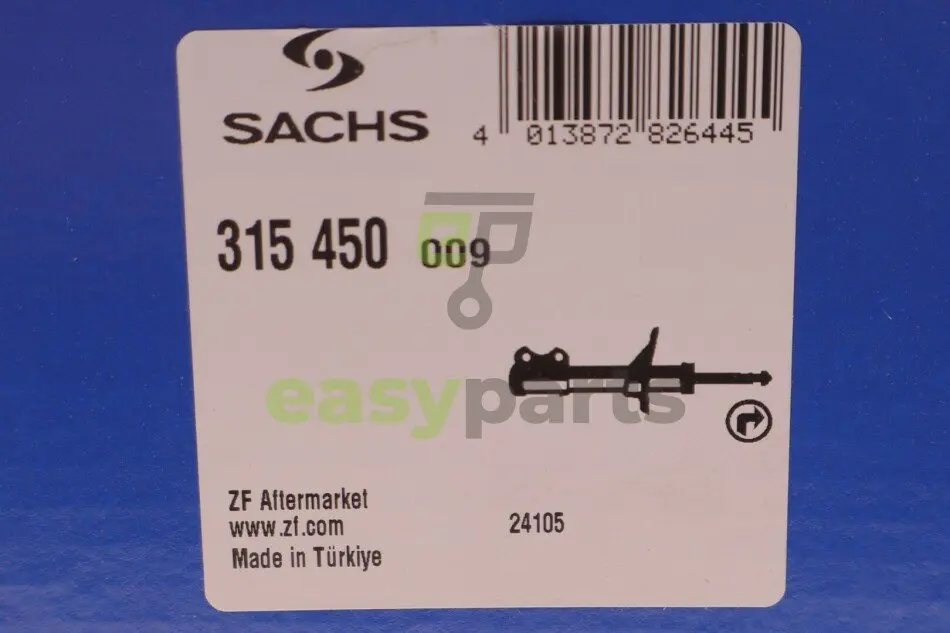 SACHS
4 013872 826445
315 450 009
easyparts
ZF Aftermarket
www.zf.com
Made in Türkiye
24105